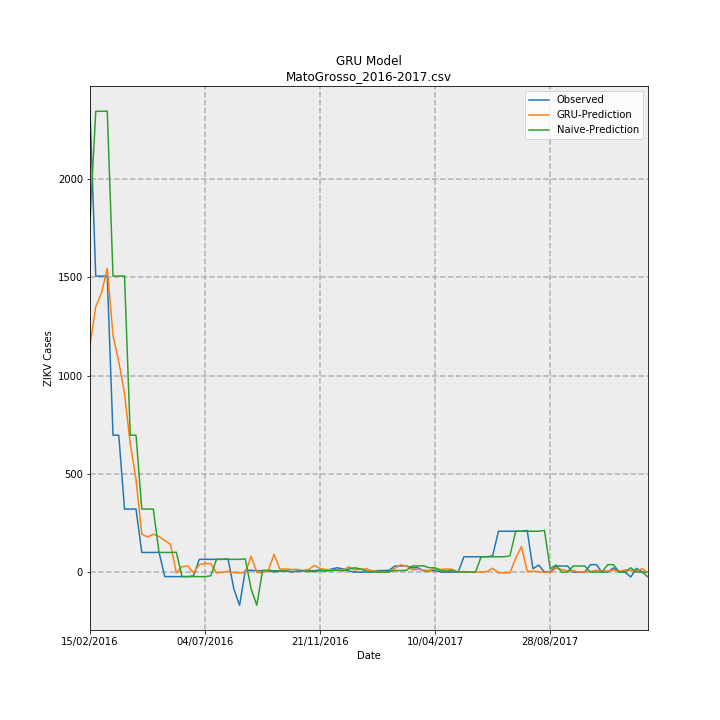 GRU Model
MatoGrosso_2016-2017.csv
Observed
GRU-Prediction
Naive-Prediction
2000
1500
1000
500
0
ZIKV Cases
15/02/2016
04/07/2016
21/11/2016
10/04/2017
28/08/2017
Date